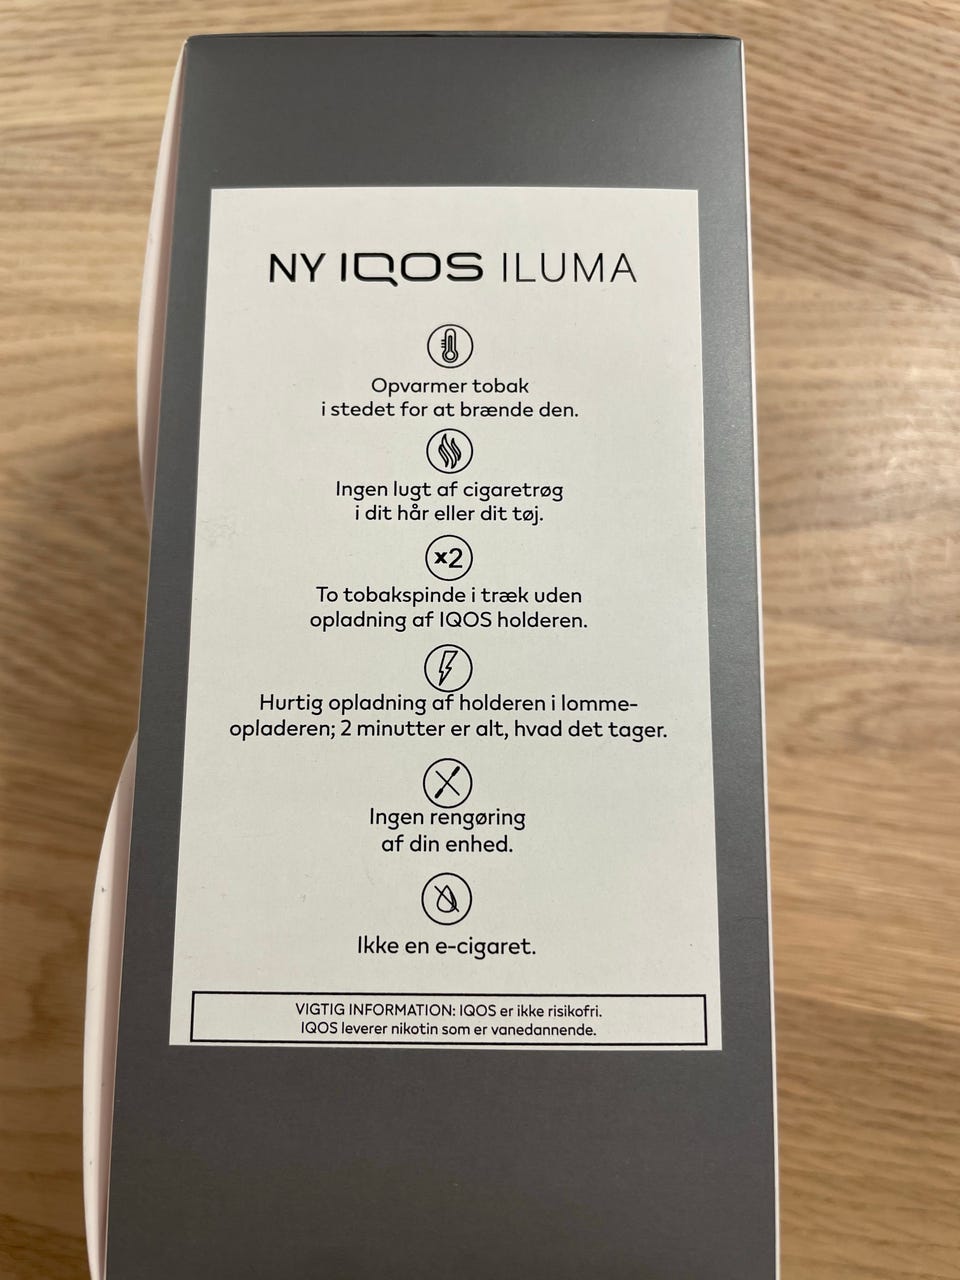 NY IQOS ILUMA
Opvarmer tobak
i stedet for at brænde den.
Ingen lugt af cigaretrøg
i dit hår eller dit tøj.
x2
To tobakspinde i træk uden
opladning af IQOS holderen.
Hurtig opladning af holderen i lomme-
opladeren; 2 minutter er alt, hvad det tager.
Ingen rengøring
af din enhed.
Ikke en e-cigaret.
VIGTIG INFORMATION: IQOS er ikke risikofri.
IQOS leverer nikotin som er vanedannende.